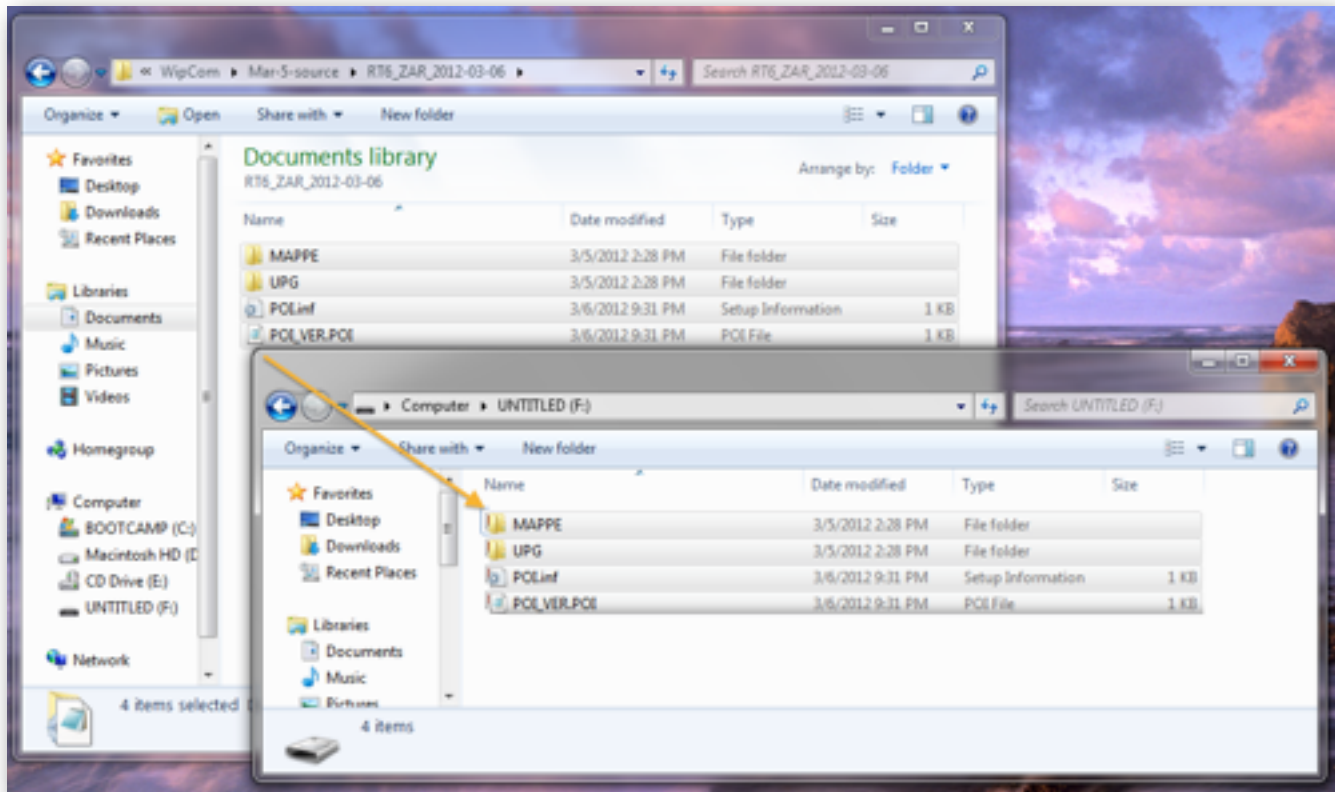 « WipCom ▸ Mar-5-source ▸ RT6_ZAR_2012-03-06 ▸ Search RT6_ZAR_2012-03-06
Organize Open Share with New folder
Favorites
Desktop
Downloads
Recent Places
Libraries
Documents
Music
Pictures
Videos
Homegroup
Computer
BOOTCAMP (C:)
Macintosh HD (D
CD Drive (E:)
UNTITLED (F:)
Network
Documents library
RT6_ZAR_2012-03-06
Arrange by: Folder
Name Date modified Type Size
MAPPE 3/5/2012 2:28 PM File folder
UPG 3/5/2012 2:28 PM File folder
POI.inf 3/6/2012 9:31 PM Setup Information 1 KB
POI_VER.POI 3/6/2012 9:31 PM POI File 1 KB
4 items selected
▸ Computer ▸ UNTITLED (F:) Search UNTITLED (F:)
Organize Share with New folder
Favorites
Desktop
Downloads
Recent Places
Libraries
Documents
Music
Pictures
Name Date modified Type Size
MAPPE 3/5/2012 2:28 PM File folder
UPG 3/5/2012 2:28 PM File folder
POI.inf 3/6/2012 9:31 PM Setup Information 1 KB
POI_VER.POI 3/6/2012 9:31 PM POI File 1 KB
4 items